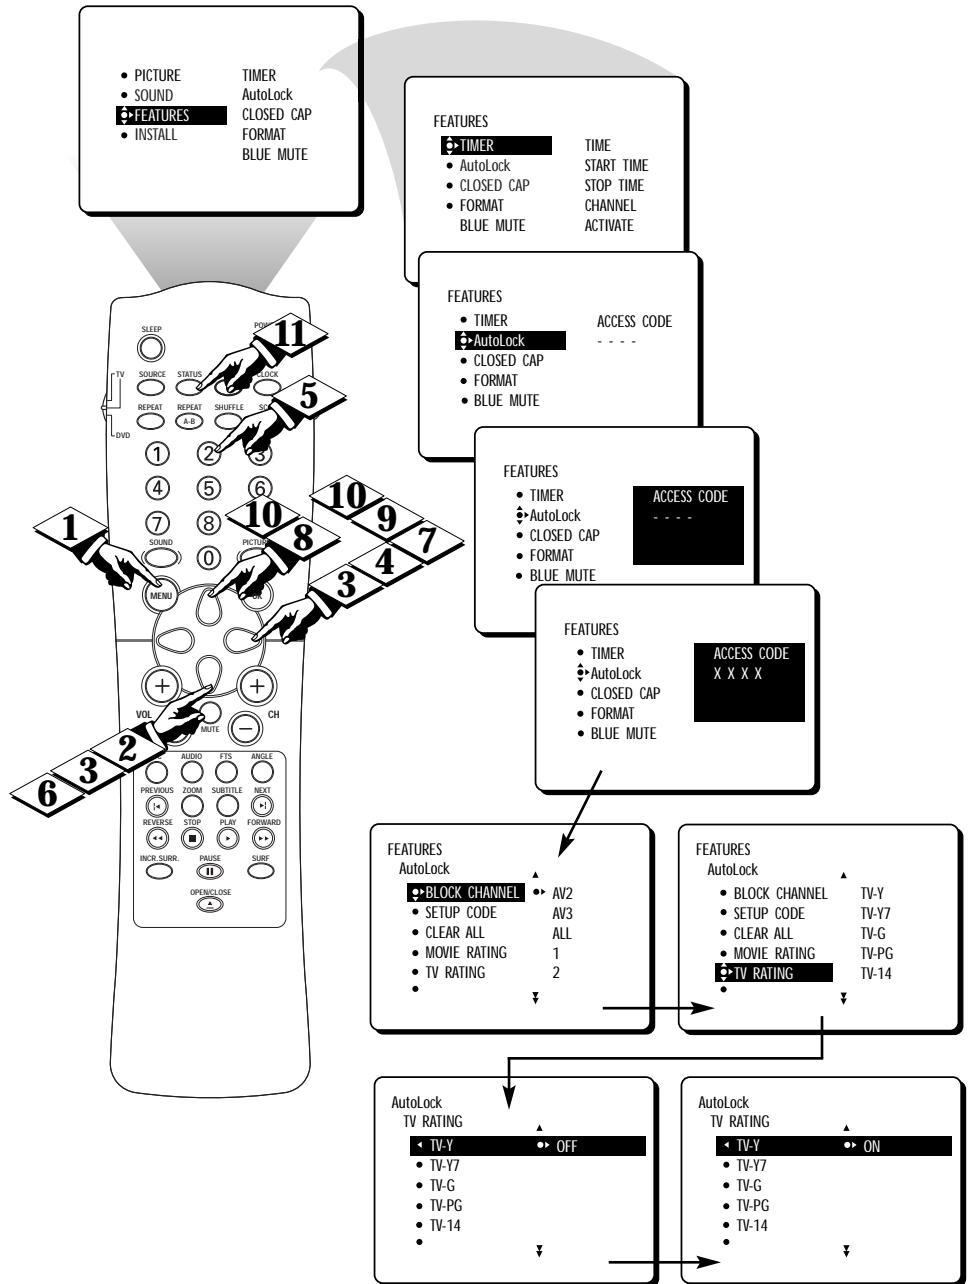 PICTURE TIMER
SOUND AutoLock
FEATURES CLOSED CAP
INSTALL FORMAT
BLUE MUTE
FEATURES
TIMER TIME
AutoLock START TIME
CLOSED CAP STOP TIME
FORMAT CHANNEL
BLUE MUTE ACTIVATE
FEATURES
TIMER ACCESS CODE
AutoLock - - - -
CLOSED CAP
FORMAT
BLUE MUTE
FEATURES
TIMER ACCESS CODE
AutoLock - - - -
CLOSED CAP
FORMAT
BLUE MUTE
FEATURES
TIMER ACCESS CODE
AutoLock X X X X
CLOSED CAP
FORMAT
BLUE MUTE
SLEEP
11
TV SOURCE STATUS CLOCK
5
REPEAT REPEAT SHUFFLE
A-B
DVD
1 2 3
4 5 6
10 10 9 7
1 7 8 8 4 3
SOUND 0
MENU OK
+ +
VOL MUTE − CH
2
3
6
AUDIO FTS ANGLE
PREVIOUS ZOOM SUBTITLE NEXT
REVERSE STOP PLAY FORWARD
INCR.SURR. PAUSE SURF
OPEN/CLOSE
FEATURES
AutoLock
BLOCK CHANNEL AV2
SETUP CODE AV3
CLEAR ALL ALL
MOVIE RATING 1
TV RATING 2
FEATURES
AutoLock
BLOCK CHANNEL TV-Y
SETUP CODE TV-Y7
CLEAR ALL TV-G
MOVIE RATING TV-PG
TV RATING TV-14
AutoLock
TV RATING
TV-Y OFF
TV-Y7
TV-G
TV-PG
TV-14
AutoLock
TV RATING
TV-Y ON
TV-Y7
TV-G
TV-PG
TV-14